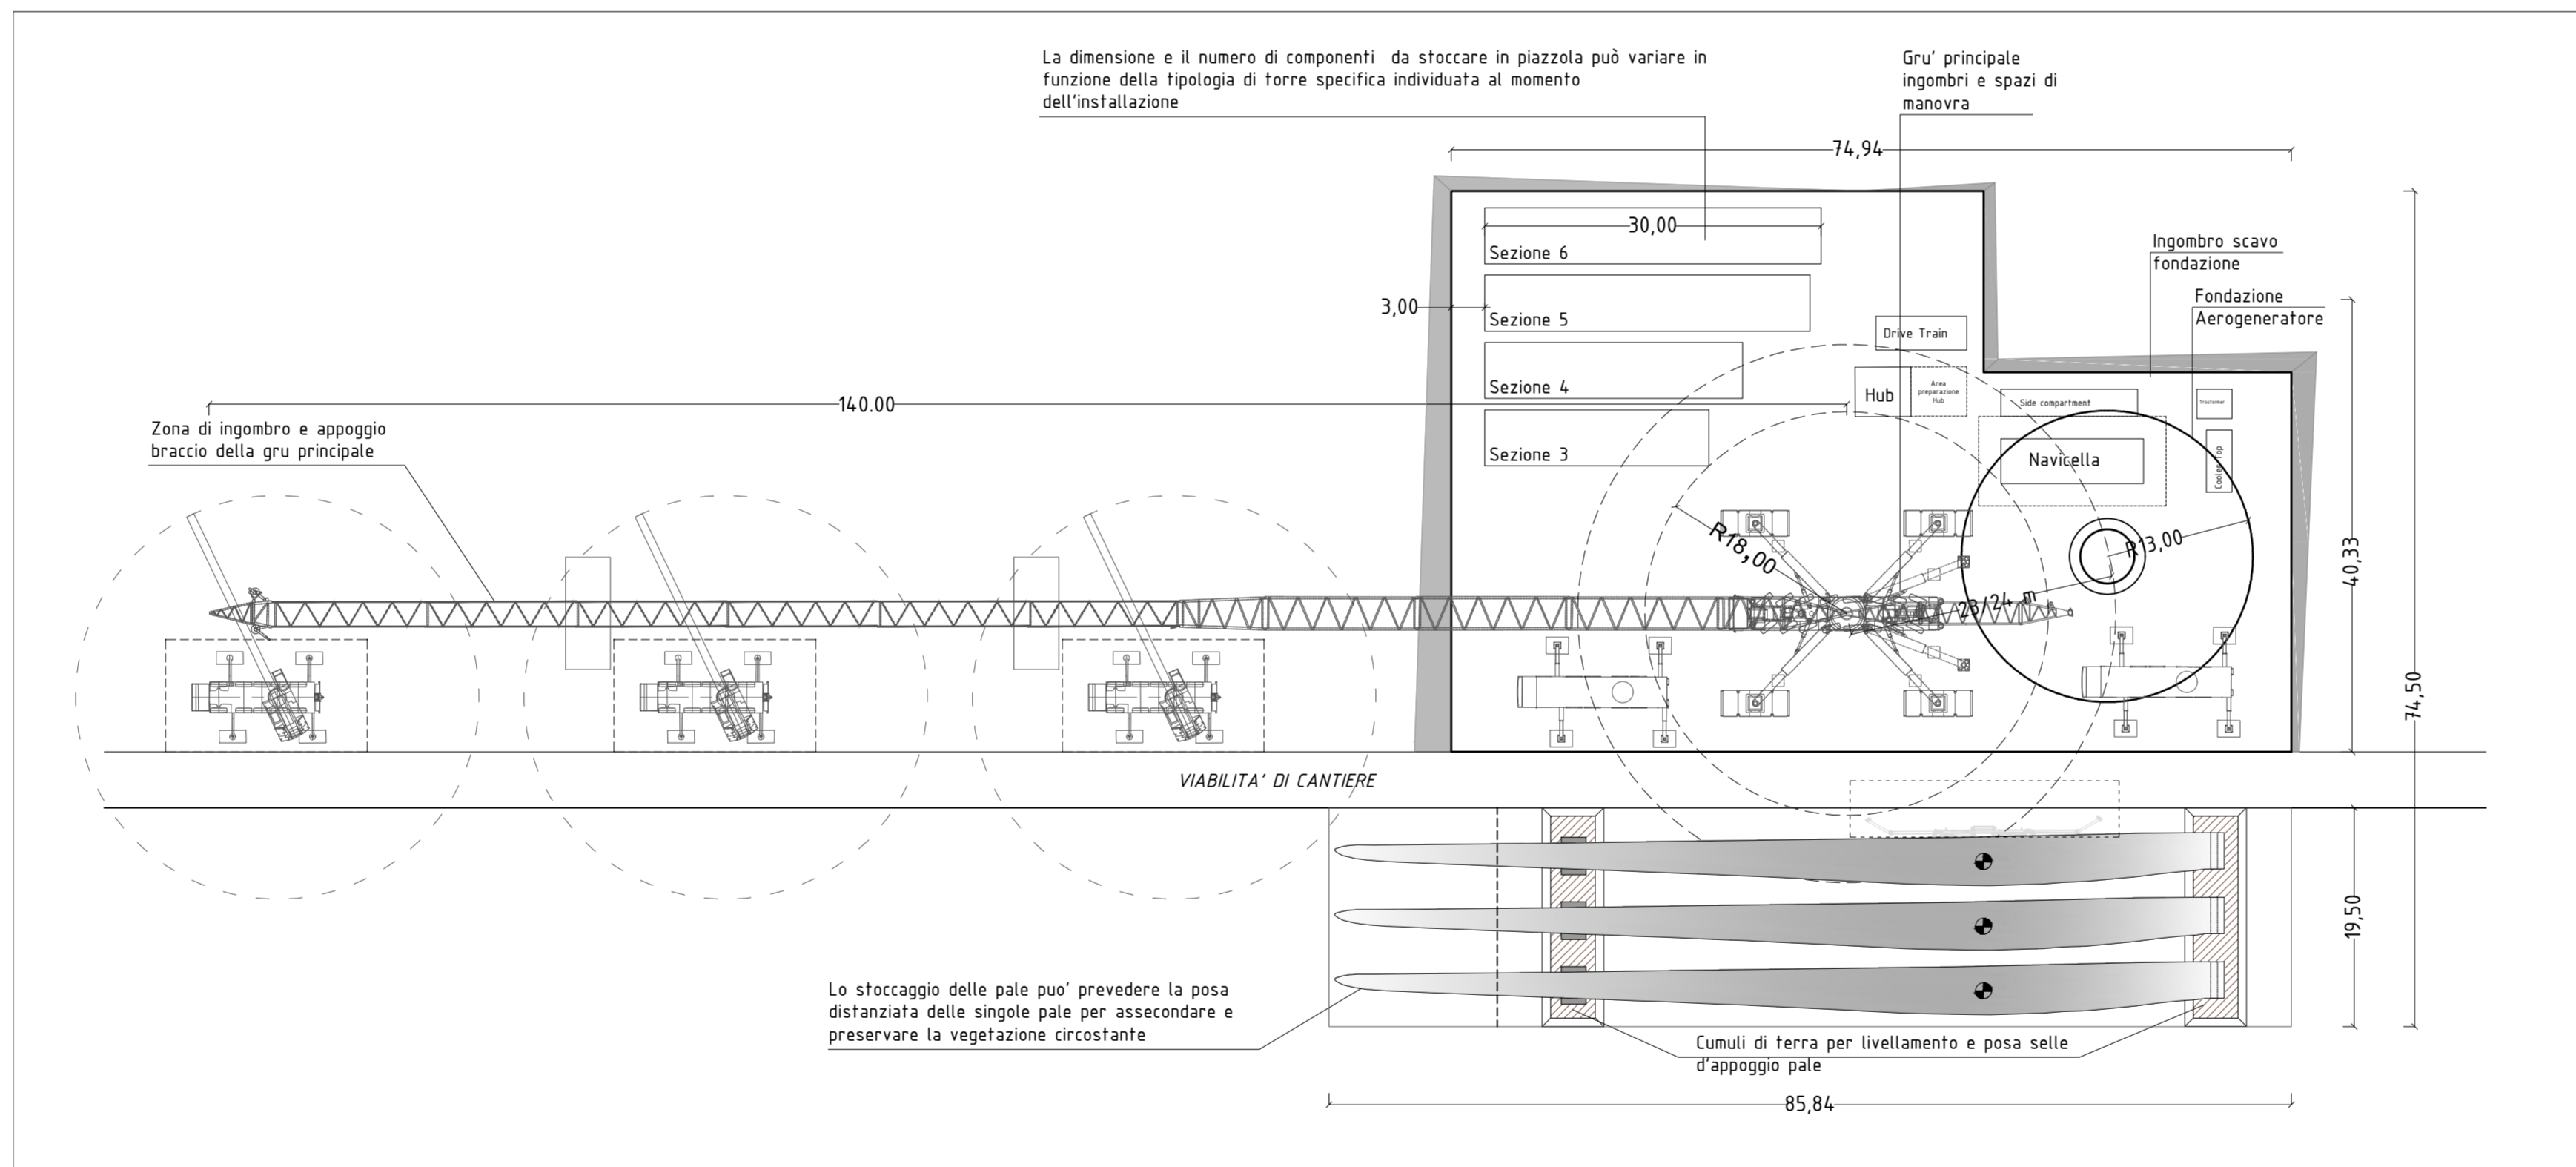 La dimensione e il numero di componenti  da stoccare in piazzola può variare in
funzione della tipologia di torre specifica individuata al momento
dell'installazione
Gru' principale
ingombri e spazi di
manovra
74,94
30,00
Sezione 6
3,00
Sezione 5
Sezione 4
Sezione 3
Drive Train
Hub
Area
preparazione
Hub
Ingombro scavo
fondazione
Fondazione
Aerogeneratore
Side compartment
Trasformer
Navicella
Cooler top
140.00
Zona di ingombro e appoggio
braccio della gru principale
R18,00
R13,00
23/24 m
40,33
74,50
VIABILITA' DI CANTIERE
19,50
Lo stoccaggio delle pale puo' prevedere la posa
distanziata delle singole pale per assecondare e
preservare la vegetazione circostante
Cumuli di terra per livellamento e posa selle
d'appoggio pale
85,84